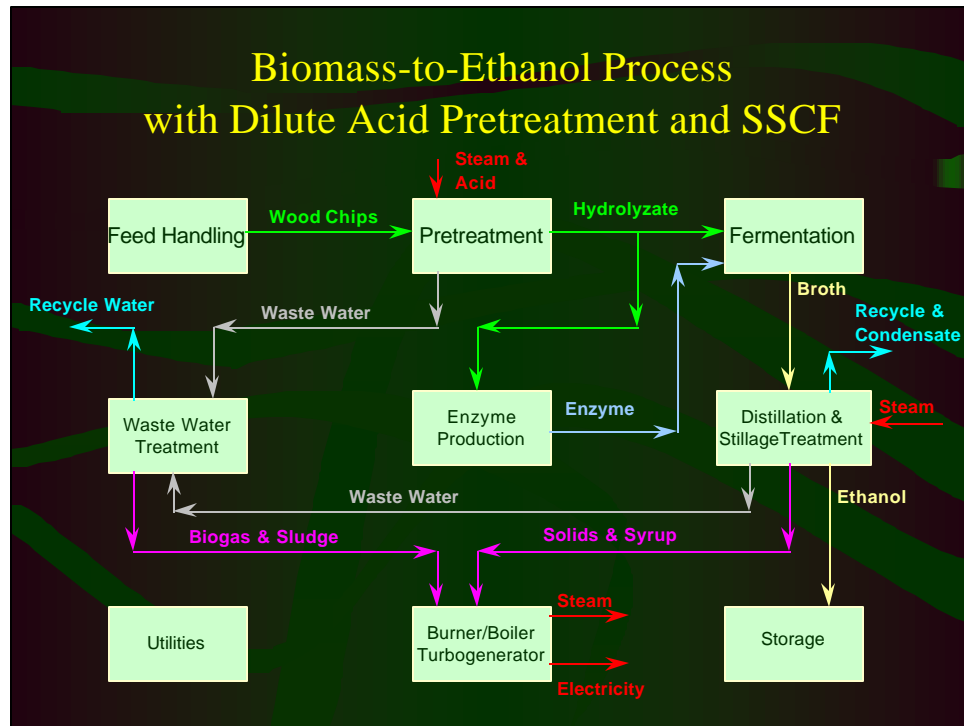 Biomass-to-Ethanol Process
with Dilute Acid Pretreatment and SSCF
Steam &
Acid
Feed Handling
Wood Chips
Pretreatment
Hydrolyzate
Fermentation
Broth
Recycle Water
Waste Water
Recycle &
Condensate
Waste Water
Treatment
Enzyme
Production
Enzyme
Distillation &
StillageTreatment
Steam
Waste Water
Ethanol
Biogas & Sludge
Solids & Syrup
Utilities
Burner/Boiler
Turbogenerator
Steam
Electricity
Storage